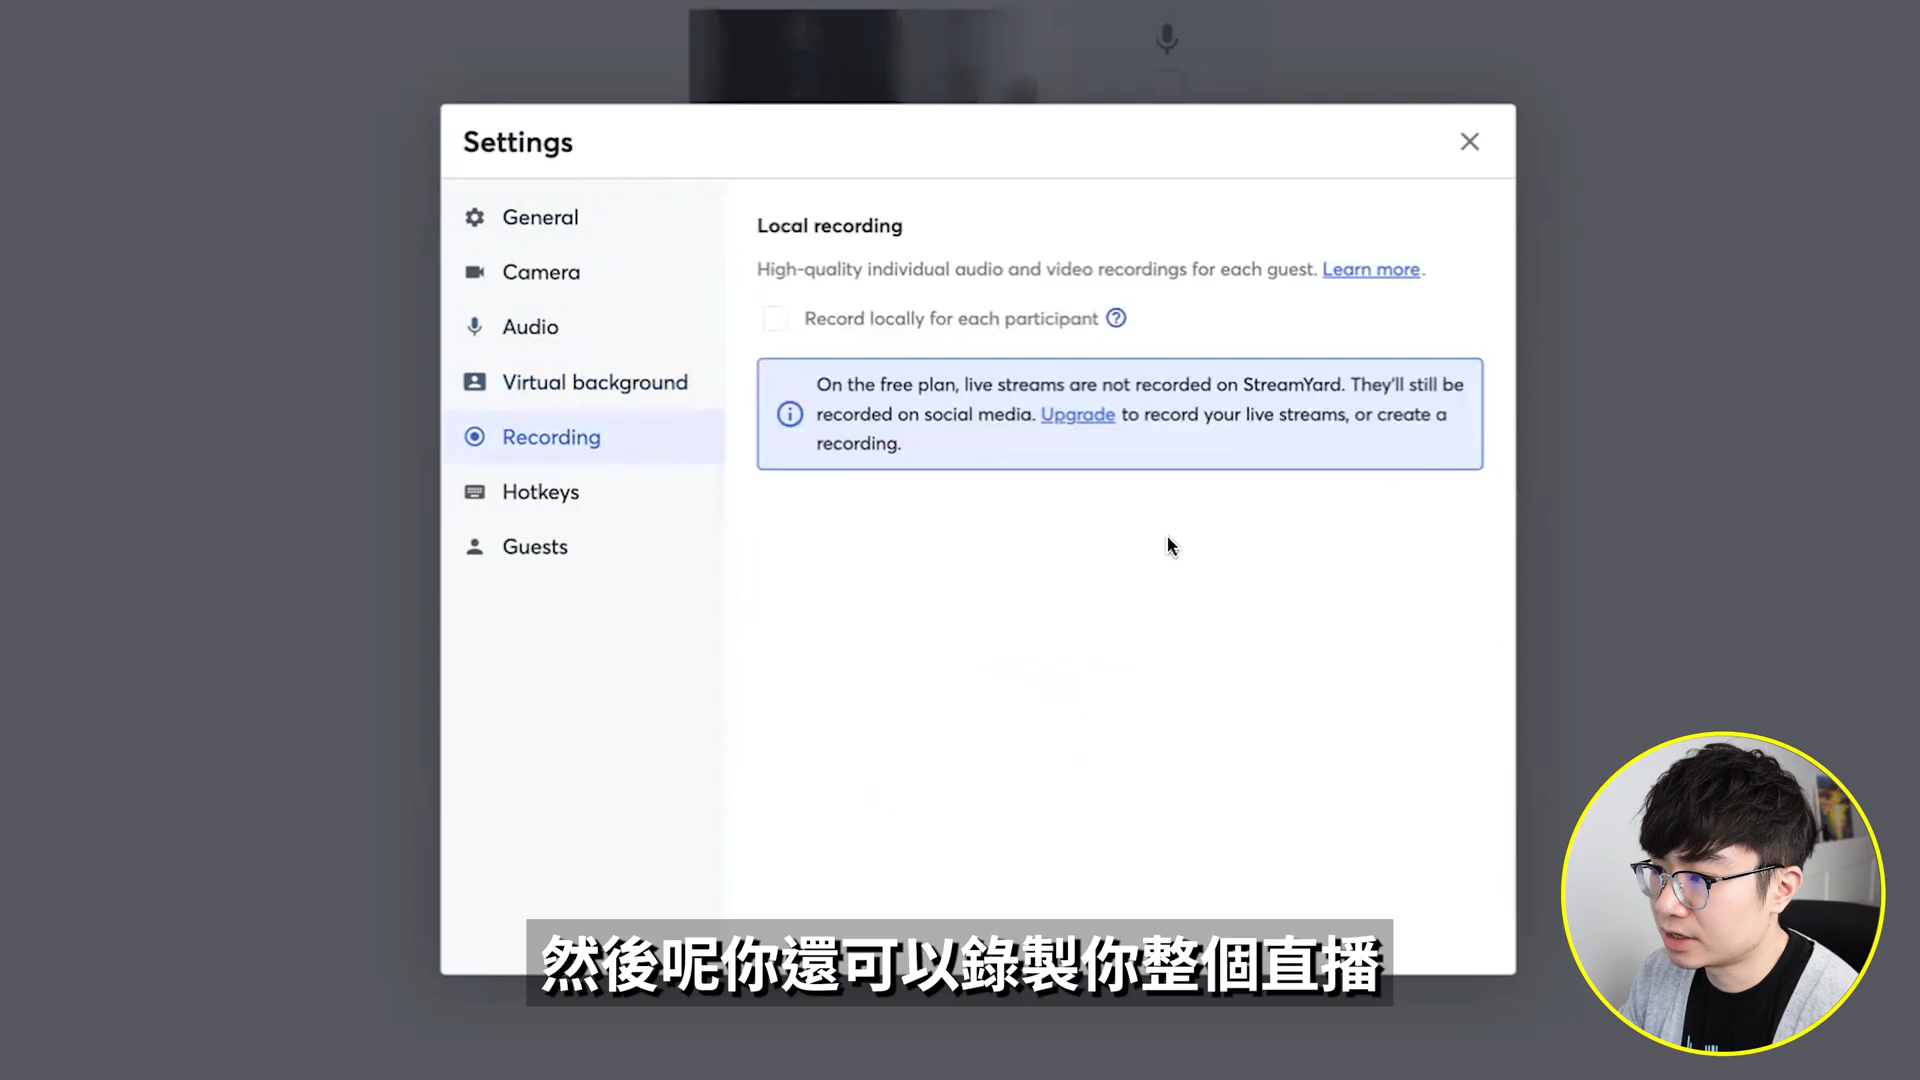 Settings
General
Camera
Audio
Virtual background
Recording
Hotkeys
Guests
Local recording
High-quality individual audio and video recordings for each guest. Learn more.
Record locally for each participant
On the free plan, live streams are not recorded on StreamYard. They'll still be
recorded on social media. Upgrade to record your live streams, or create a
recording.
然後呢你還可以錄製你整個直播